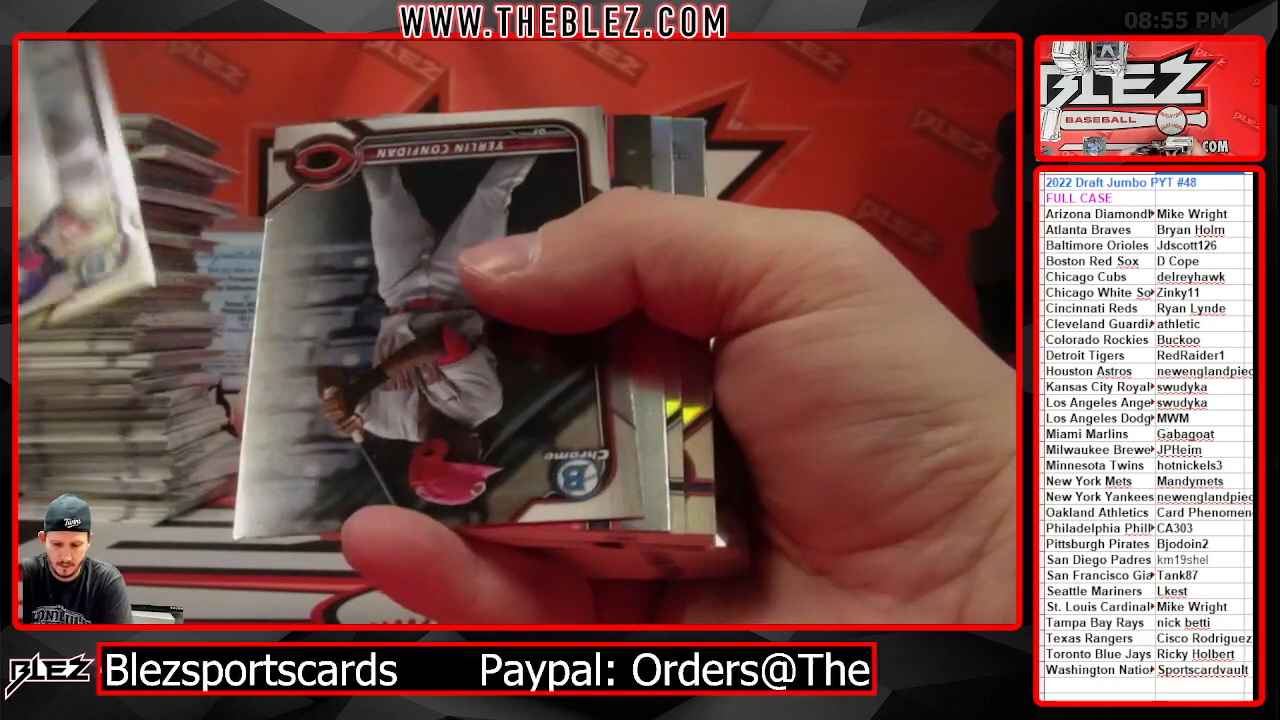 WWW.THEBLEZ.COM
08:55 PM
YERLIN CONFIDAN
OF
Chrome
B
BLEZ
BASEBALL
.COM
2022 Draft Jumbo PYT #48
FULL CASE
Arizona Diamondb Mike Wright
Atlanta Braves Bryan Holm
Baltimore Orioles Jdscott126
Boston Red Sox D Cope
Chicago Cubs delreyhawk
Chicago White So Zinky11
Cincinnati Reds Ryan Lynde
Cleveland Guardi athletic
Colorado Rockies Buckoo
Detroit Tigers RedRaider1
Houston Astros newenglandpiec
Kansas City Royal swudyka
Los Angeles Ange swudyka
Los Angeles Dodg MWM
Miami Marlins Gabagoat
Milwaukee Brewe JPHeim
Minnesota Twins hotnickels3
New York Mets Mandymets
New York Yankees newenglandpiec
Oakland Athletics Card Phenomen
Philadelphia Phill CA303
Pittsburgh Pirates Bjodoin2
San Diego Padres km19shel
San Francisco Gia Tank87
Seattle Mariners Lkest
St. Louis Cardinal Mike Wright
Tampa Bay Rays nick betti
Texas Rangers Cisco Rodriguez
Toronto Blue Jays Ricky Holbert
Washington Natio Sportscardvault
Twins
BLEZ
Blezsportscards Paypal: Orders@The